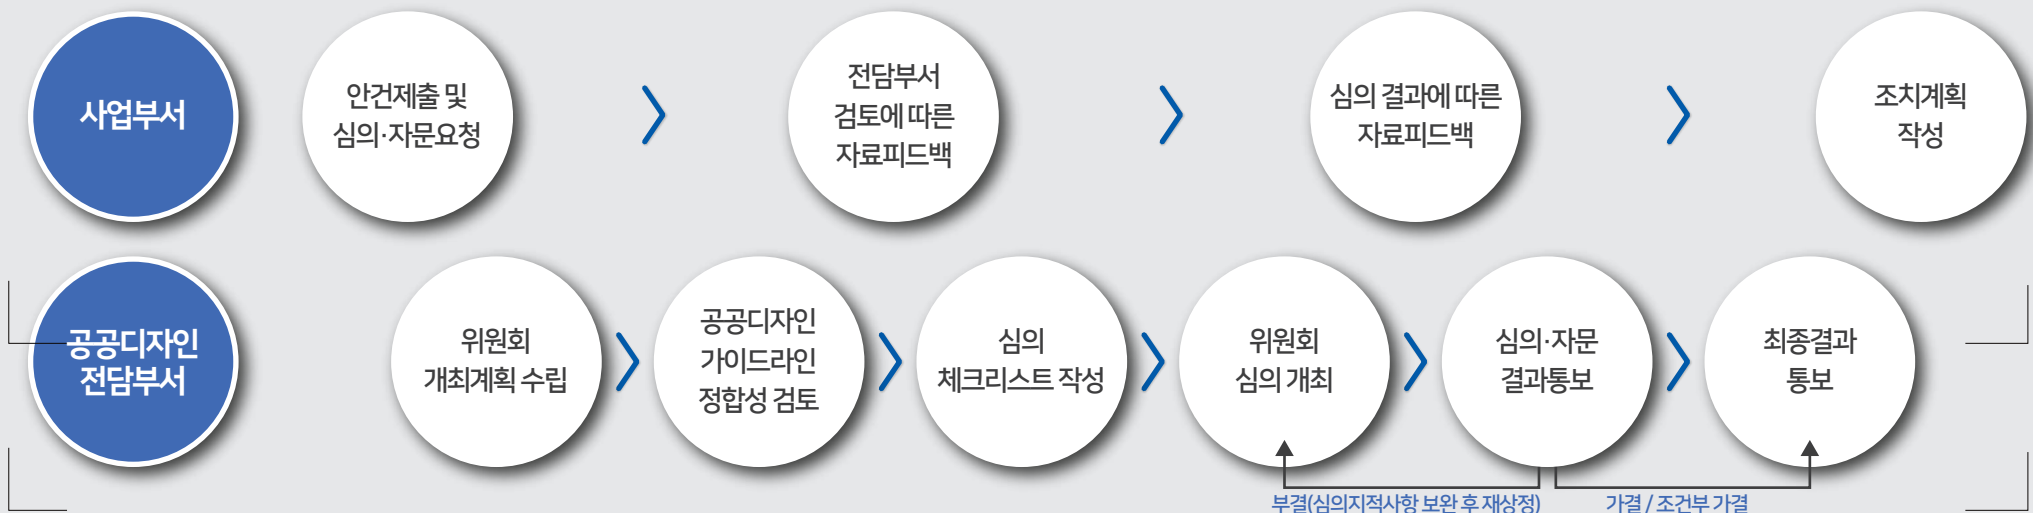 사업부서
안건제출 및
심의·자문요청
전담부서
검토에 따른
자료피드백
심의 결과에 따른
자료피드백
조치계획
작성
공공디자인
전담부서
위원회
개최계획 수립
공공디자인
가이드라인
정합성 검토
심의
체크리스트 작성
위원회
심의 개최
심의·자문
결과통보
최종결과
통보
부결(심의지적사항 보완 후 재상정)
가결 / 조건부 가결